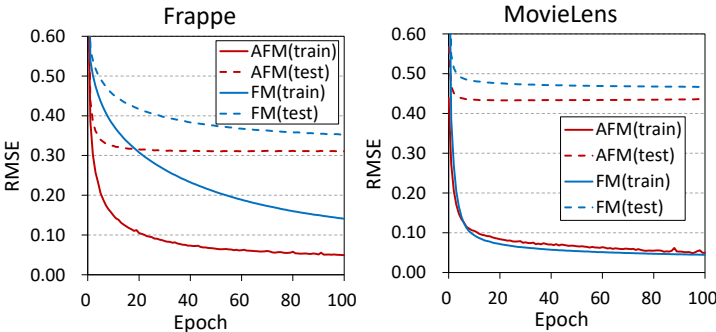 Frappe
0.60
0.50
0.40
0.30
0.20
0.10
0.00
RMSE
AFM(train)
AFM(test)
FM(train)
FM(test)
0 20 40 60 80 100
Epoch
MovieLens
0.60
0.50
0.40
0.30
0.20
0.10
0.00
RMSE
AFM(train)
AFM(test)
FM(train)
FM(test)
0 20 40 60 80 100
Epoch